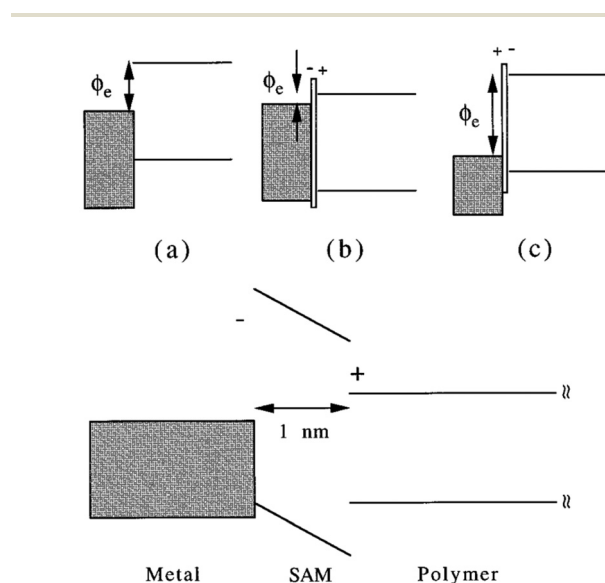 ϕe
- +
ϕe
+ -
ϕe
(a) (b) (c)
-
+
1 nm
Metal SAM Polymer